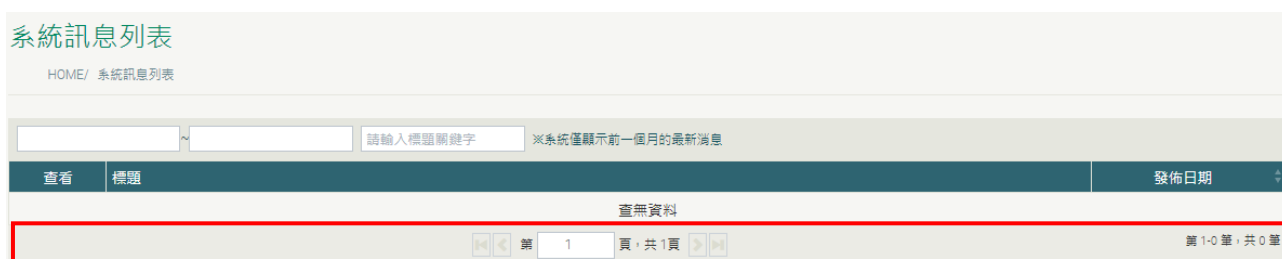 系統訊息列表
HOME/ 系統訊息列表
~ 請輸入標題關鍵字 ※系統僅顯示前一個月的最新消息
查看 標題 發佈日期
查無資料
第 1 頁，共 1頁 第 1-0 筆，共 0 筆